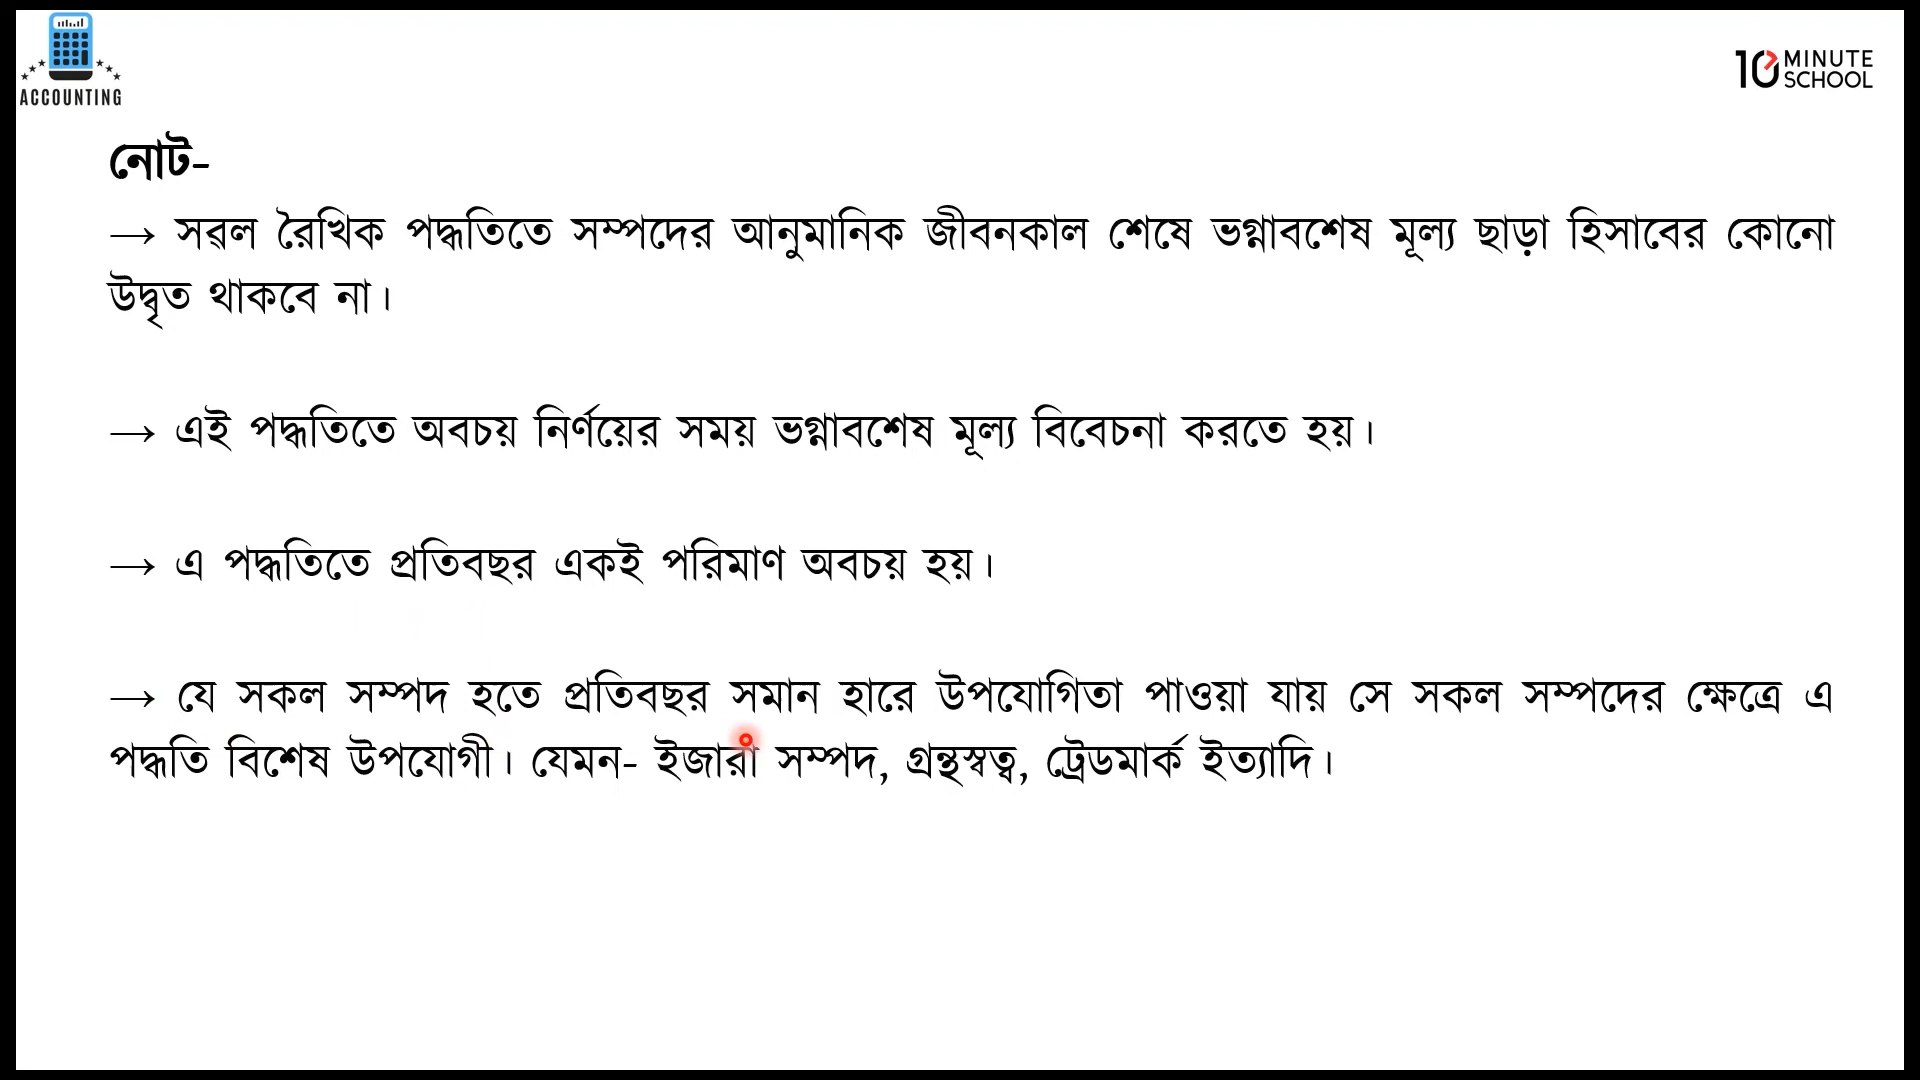 ACCOUNTING
10 MINUTE SCHOOL
নোট-
→ সরল রৈখিক পদ্ধতিতে সম্পদের আনুমানিক জীবনকাল শেষে ভগ্নাবশেষ মূল্য ছাড়া হিসাবের কোনো
উদ্বৃত থাকবে না।
→ এই পদ্ধতিতে অবচয় নির্ণয়ের সময় ভগ্নাবশেষ মূল্য বিবেচনা করতে হয়।
→ এ পদ্ধতিতে প্রতিবছর একই পরিমাণ অবচয় হয়।
→ যে সকল সম্পদ হতে প্রতিবছর সমান হারে উপযোগিতা পাওয়া যায় সে সকল সম্পদের ক্ষেত্রে এ
পদ্ধতি বিশেষ উপযোগী। যেমন- ইজারা সম্পদ, গ্রন্থস্বত্ব, ট্রেডমার্ক ইত্যাদি।